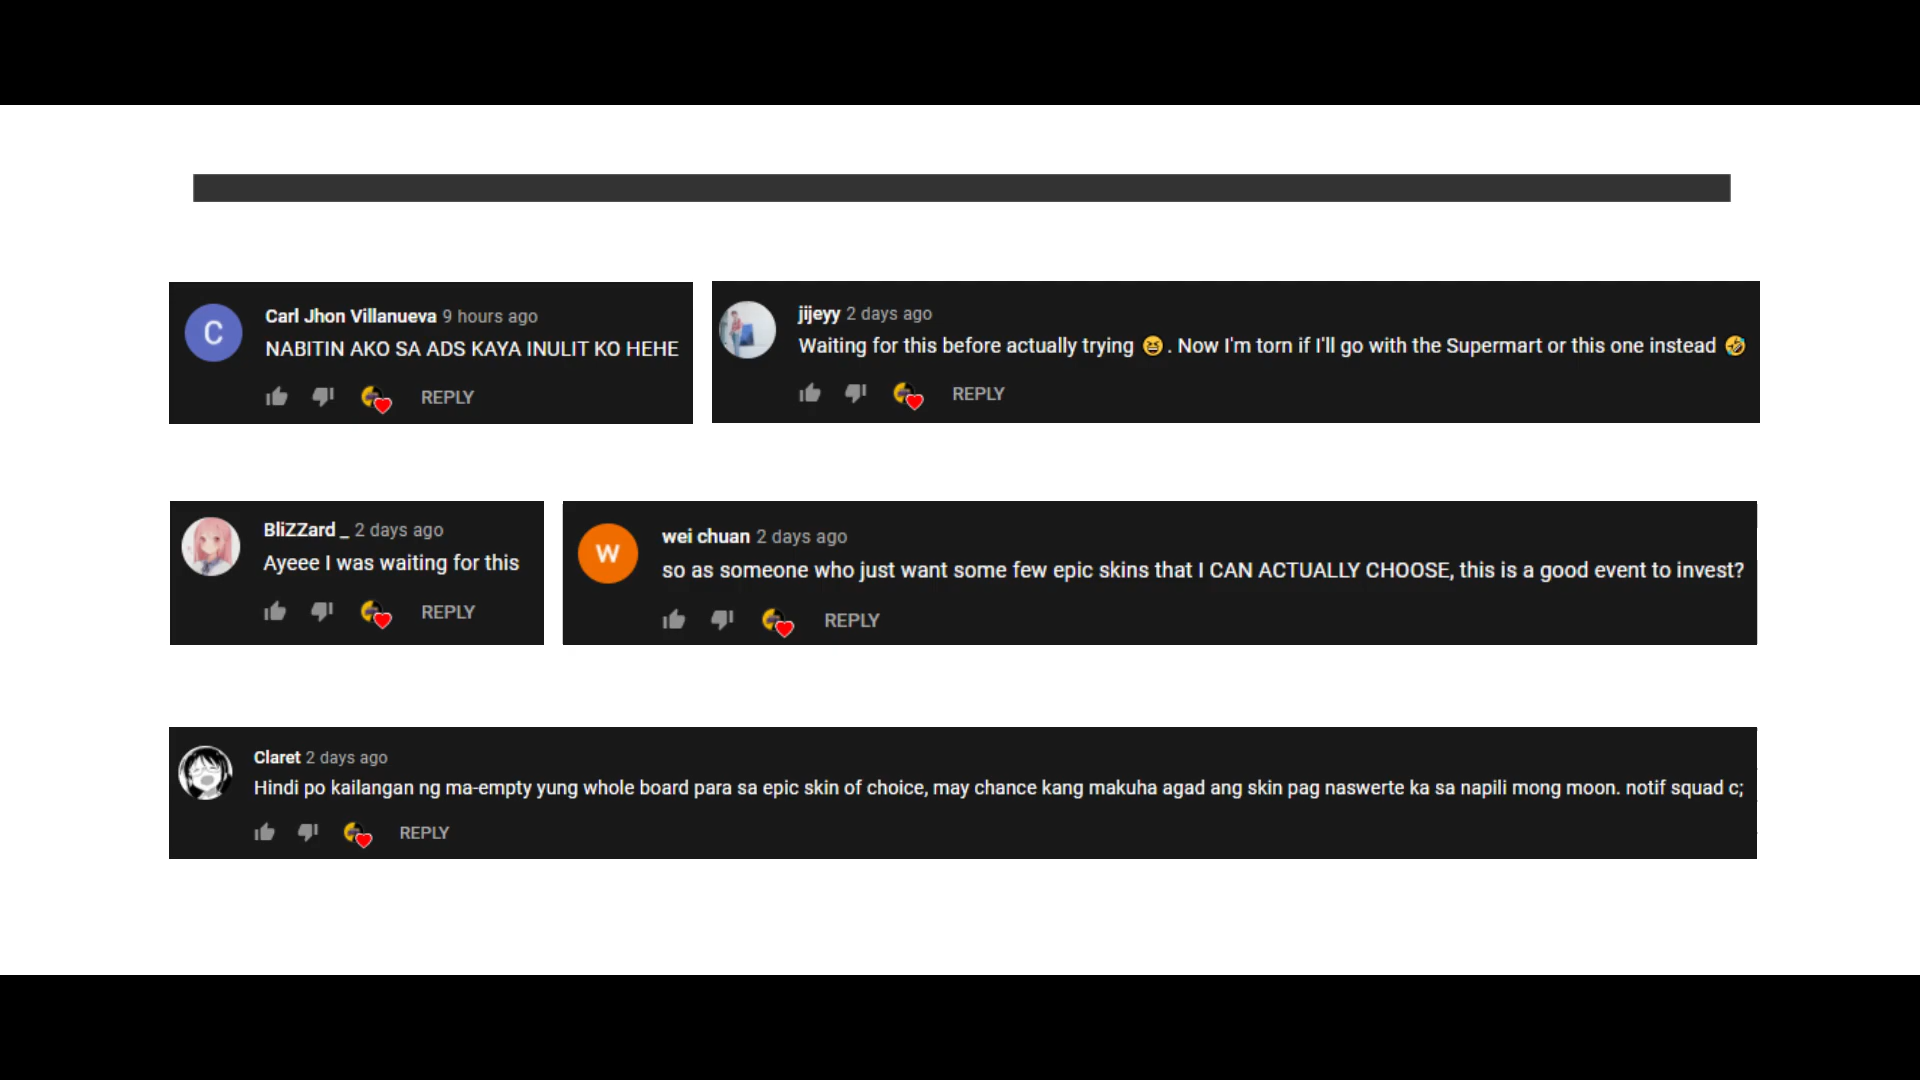 C
Carl Jhon Villanueva 9 hours ago
NABITIN AKO SA ADS KAYA INULIT KO HEHE
REPLY
jijeyy 2 days ago
Waiting for this before actually trying 😆. Now I'm torn if I'll go with the Supermart or this one instead 🤣
REPLY
BliZZard _ 2 days ago
Ayeee I was waiting for this
REPLY
W
wei chuan 2 days ago
so as someone who just want some few epic skins that I CAN ACTUALLY CHOOSE, this is a good event to invest?
REPLY
Claret 2 days ago
Hindi po kailangan ng ma-empty yung whole board para sa epic skin of choice, may chance kang makuha agad ang skin pag naswerte ka sa napili mong moon. notif squad c;
REPLY